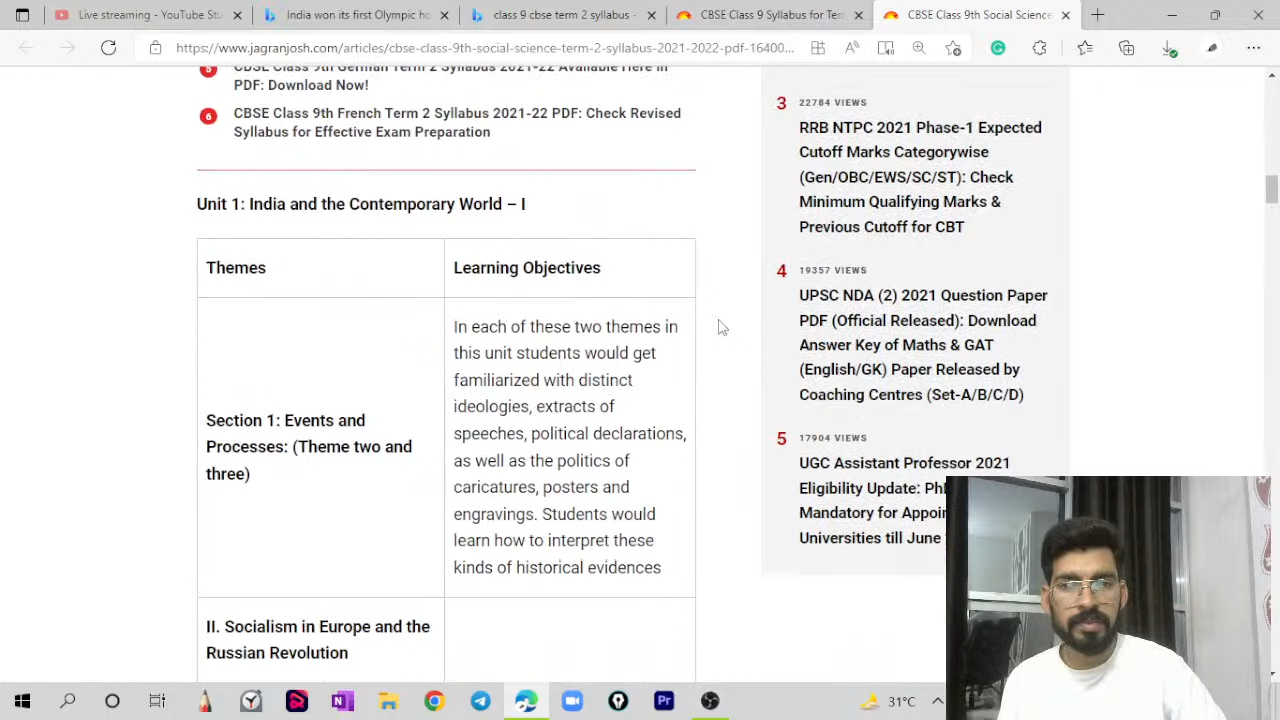 Live streaming - YouTube Stu
India won its first Olympic ho
class 9 cbse term 2 syllabus -
CBSE Class Syllabus for Ter
CBSE Class 9th Social Science
https://www.jagranjosh.com/articles/cbse-class-9th-social-science-term-2-syllabus-2021-2022-pdf-16400...
5 CBSE Class 9th German Term 2 Syllabus 2021-22 Available Here in
PDF: Download Now!
6 CBSE Class 9th French Term 2 Syllabus 2021-22 PDF: Check Revised
Syllabus for Effective Exam Preparation
Unit 1: India and the Contemporary World – I
Themes
Learning Objectives
Section 1: Events and
Processes: (Theme two and
three)
In each of these two themes in
this unit students would get
familiarized with distinct
ideologies, extracts of
speeches, political declarations,
as well as the politics of
caricatures, posters and
engravings. Students would
learn how to interpret these
kinds of historical evidences
II. Socialism in Europe and the
Russian Revolution
3 22784 VIEWS
RRB NTPC 2021 Phase-1 Expected
Cutoff Marks Categorywise
(Gen/OBC/EWS/SC/ST): Check
Minimum Qualifying Marks &
Previous Cutoff for CBT
4 19357 VIEWS
UPSC NDA (2) 2021 Question Paper
PDF (Official Released): Download
Answer Key of Maths & GAT
(English/GK) Paper Released by
Coaching Centres (Set-A/B/C/D)
5 17904 VIEWS
UGC Assistant Professor 2021
Eligibility Update: Ph
Mandatory for Appoin
Universities till June
31°C